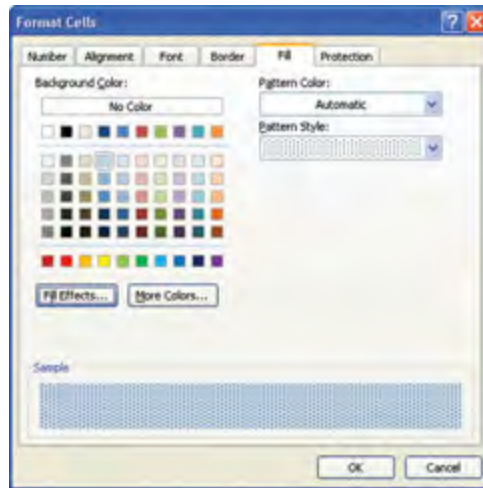 Format Cells
Number Alignment Font Border Fill Protection
Background Color:
No Color
Fill Effects... More Colors...
Pattern Color:
Automatic
Pattern Style:
Sample
OK Cancel